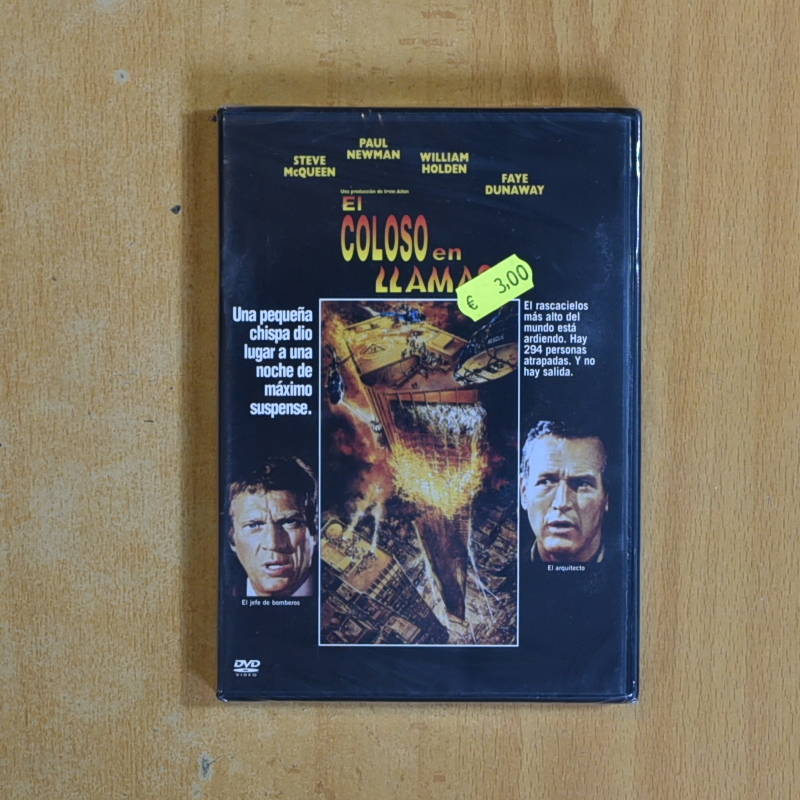 STEVE
McQUEEN
PAUL
NEWMAN
WILLIAM
HOLDEN
FAYE
DUNAWAY
Una producción de Irwin Allen
El
COLOSO en
LLAMAS
€ 3,00
Una pequeña
chispa dio
lugar a una
noche de
máximo
suspense.
El rascacielos
más alto del
mundo está
ardiendo. Hay
294 personas
atrapadas. Y no
hay salida.
El jefe de bomberos
El arquitecto
DVD
VIDEO